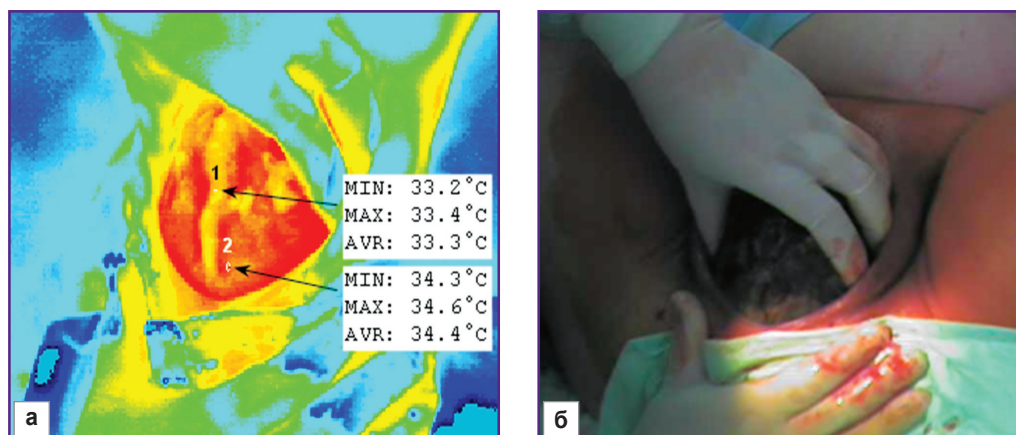 1
MIN: 33.2°C
MAX: 33.4°C
AVR: 33.3°C
2
MIN: 34.3°C
MAX: 34.6°C
AVR: 34.4°C
а
б